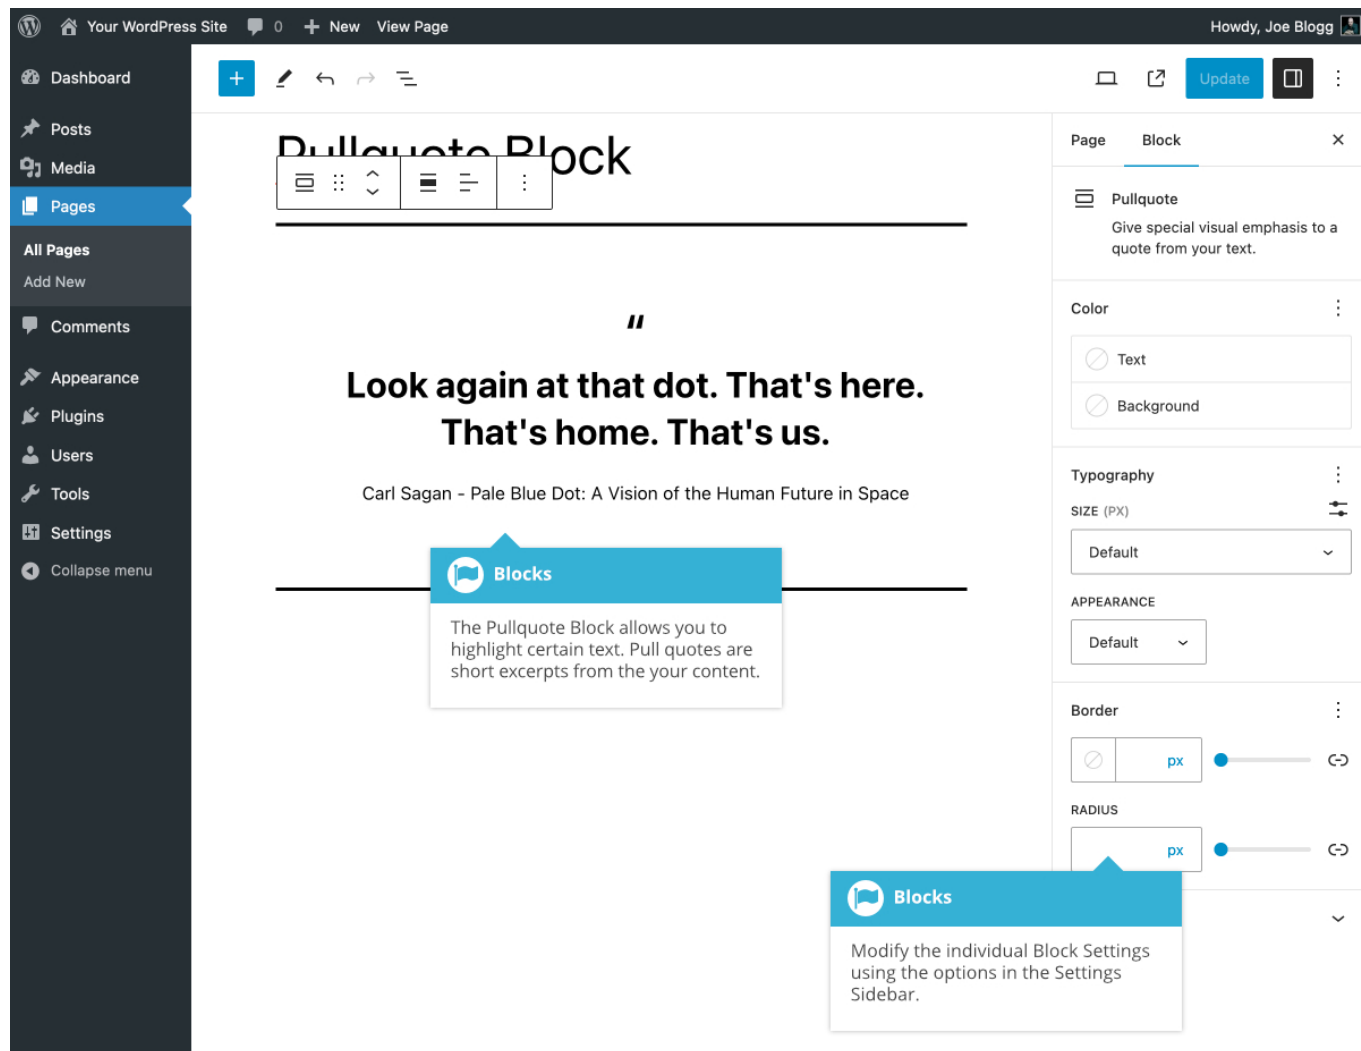 Your WordPress Site 0 New View Page Howdy, Joe Blogg
Dashboard
Posts
Media
Pages
All Pages
Add New
Comments
Appearance
Plugins
Users
Tools
Settings
Collapse menu
Update
Pullquote Block
“
Look again at that dot. That's here.
That's home. That's us.
Carl Sagan - Pale Blue Dot: A Vision of the Human Future in Space
Blocks
The Pullquote Block allows you to
highlight certain text. Pull quotes are
short excerpts from the your content.
Page Block
Pullquote
Give special visual emphasis to a
quote from your text.
Color
Text
Background
Typography
SIZE (PX)
Default
APPEARANCE
Default
Border
px
RADIUS
px
Blocks
Modify the individual Block Settings
using the options in the Settings
Sidebar.